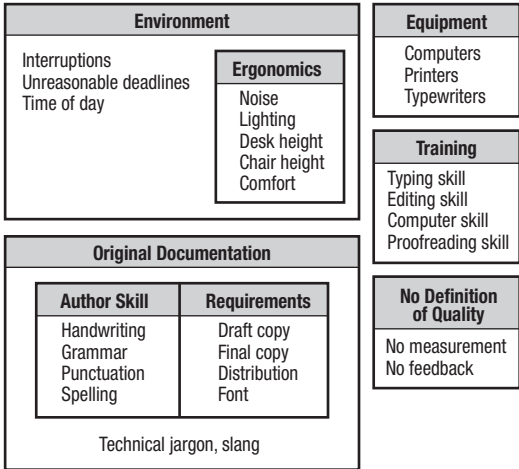 Environment
Interruptions
Unreasonable deadlines
Time of day
Ergonomics
Noise
Lighting
Desk height
Chair height
Comfort
Equipment
Computers
Printers
Typewriters
Training
Typing skill
Editing skill
Computer skill
Proofreading skill
Original Documentation
Author Skill
Handwriting
Grammar
Punctuation
Spelling
Requirements
Draft copy
Final copy
Distribution
Font
Technical jargon, slang
No Definition
of Quality
No measurement
No feedback